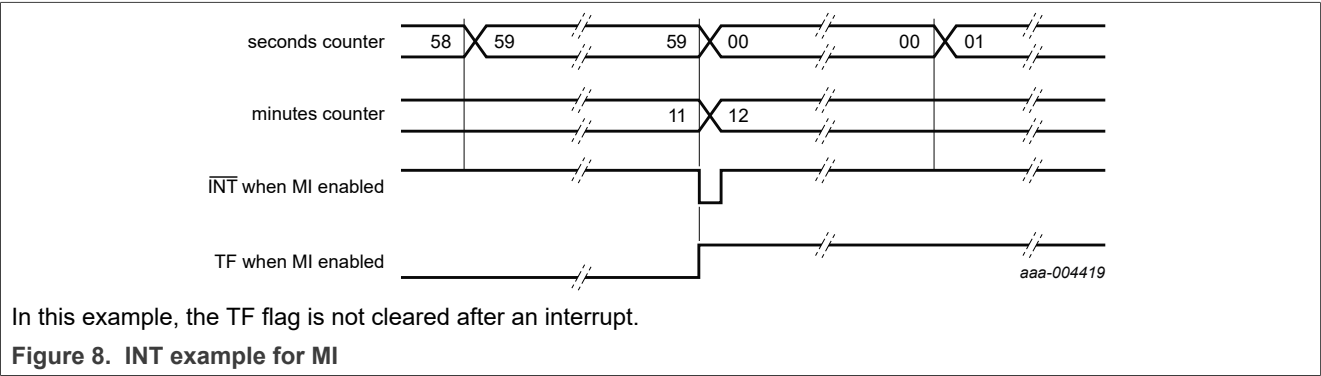 seconds counter 58 59 59 00 00 01
minutes counter 11 12
INT when MI enabled
TF when MI enabled
aaa-004419
In this example, the TF flag is not cleared after an interrupt.
Figure 8. INT example for MI